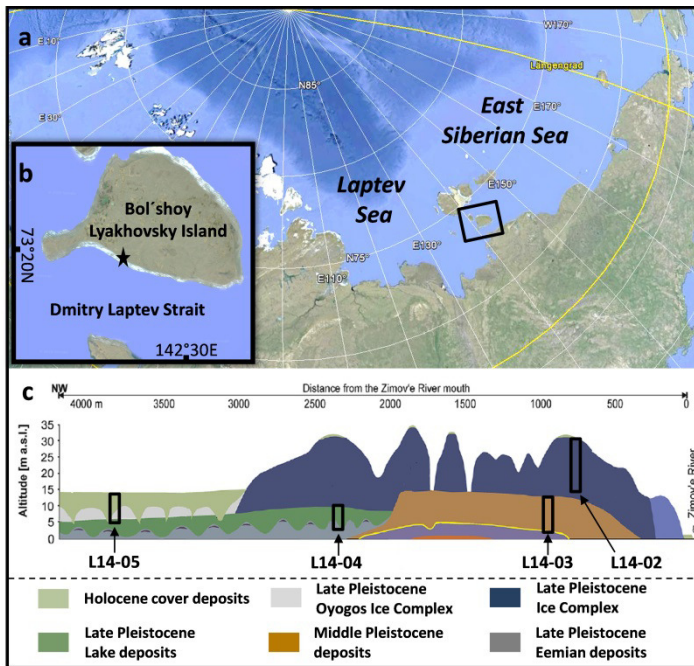 a
E 10°
E 30°
N85°
W170°
Längengrad
E170°
East
Siberian Sea
Laptev
Sea
E150°
E130°
N75°
E110°
b
Bol´shoy
Lyakhovsky Island
73°20N
Dmitry Laptev Strait
142°30E
c
NW
Distance from the Zimov'e River mouth
4000 m 3500 3000 2500 2000 1500 1000 500 0
Altitude [m a.s.l.]
35
30
25
20
15
10
5
0
Zimov'e River
L14-05
L14-04
L14-03
L14-02
Holocene cover deposits
Late Pleistocene
Oyogos Ice Complex
Late Pleistocene
Ice Complex
Late Pleistocene
Lake deposits
Middle Pleistocene
deposits
Late Pleistocene
Eemian deposits